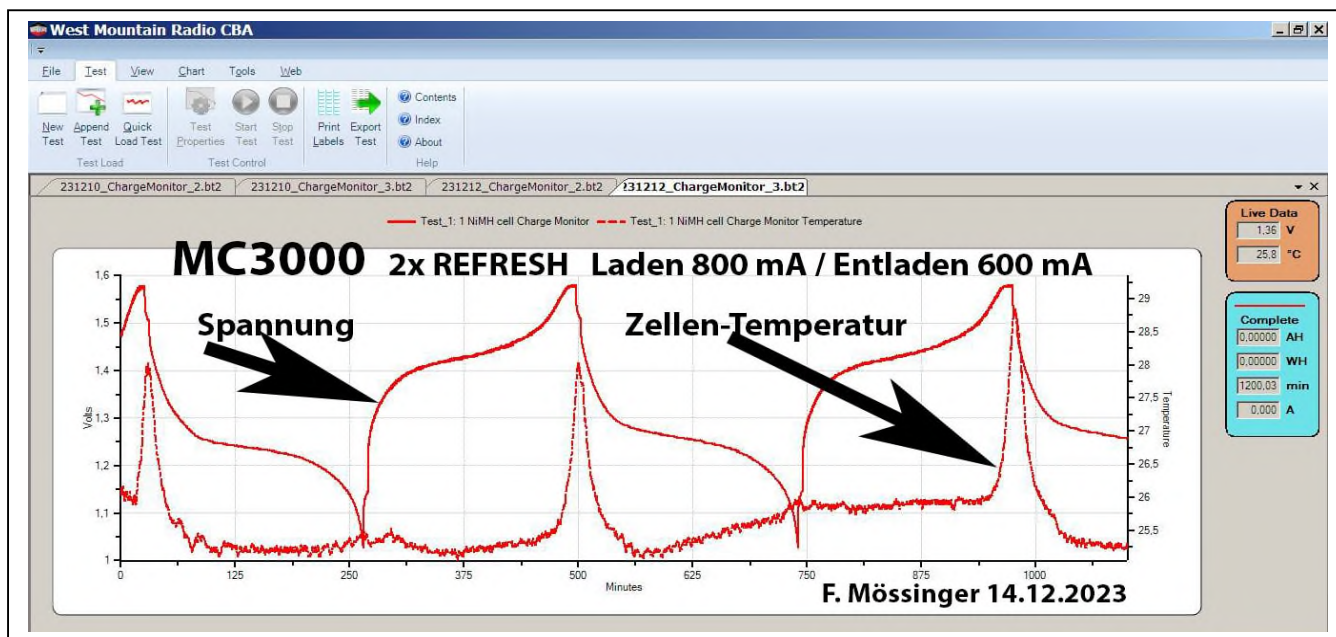 West Mountain Radio CBA
File Test View Chart Tools Web
New Test Append Test Quick Load Test Test Properties Start Test Stop Test Print Labels Export Test
Contents
Index
About
Test Load Test Control Help
231210_ChargeMonitor_2.bt2 231210_ChargeMonitor_3.bt2 231212_ChargeMonitor_2.bt2 231212_ChargeMonitor_3.bt2
Test_1: 1 NiMH cell Charge Monitor Test_1: 1 NiMH cell Charge Monitor Temperature
MC3000 2x REFRESH Laden 800 mA / Entladen 600 mA
Spannung
Zellen-Temperatur
Volts
1,6
1,5
1,4
1,3
1,2
1,1
1
0 125 250 375 500 625 750 875 1000
Minutes
29
28,5
28
27,5
27
26,5
26
25,5
Temperature
F. Mössinger 14.12.2023
Live Data
1,36 V
25,8 °C
Complete
0,00000 AH
0,00000 WH
1200,03 min
0,000 A